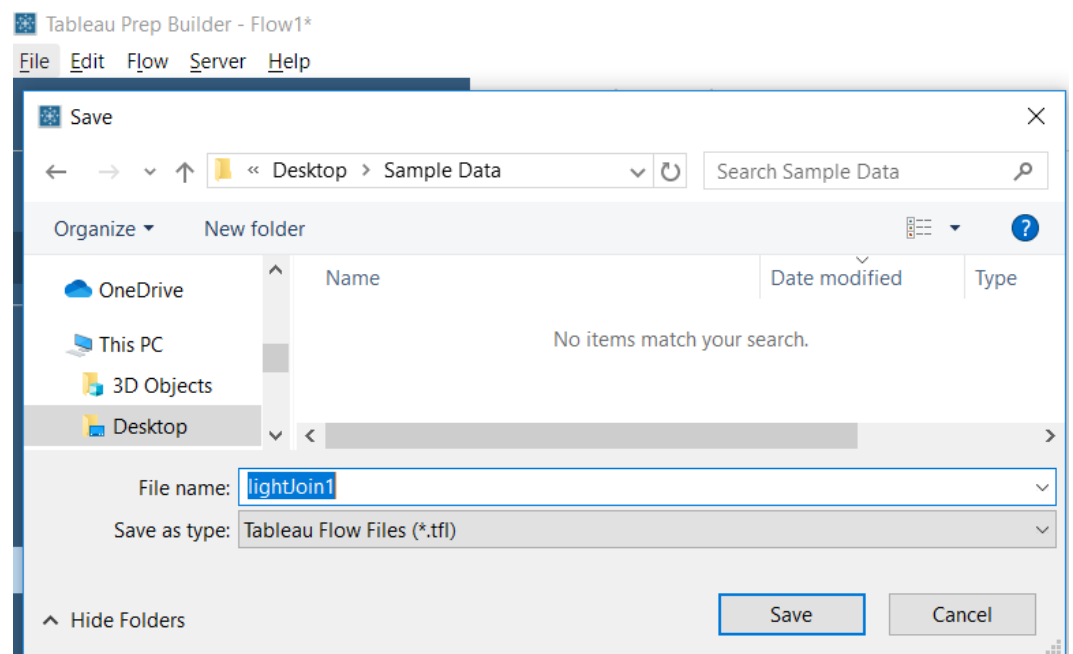 Tableau Prep Builder - Flow1*
File Edit Flow Server Help
Save
« Desktop > Sample Data
Search Sample Data
Organize New folder
?
Name Date modified Type
OneDrive
No items match your search.
This PC
3D Objects
Desktop
File name: lightJoin1
Save as type: Tableau Flow Files (*.tfl)
Hide Folders Save Cancel